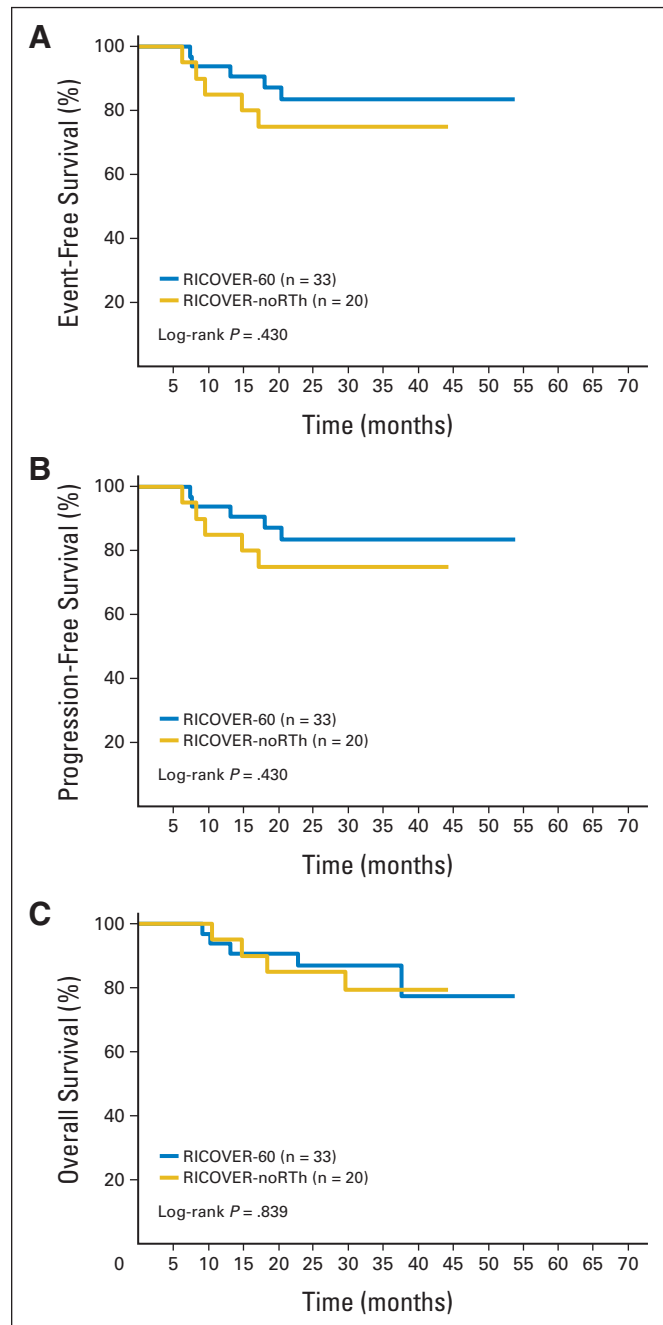 A
Event-Free Survival (%)
100
80
60
40
20
RICOVER-60 (n = 33)
RICOVER-noRTh (n = 20)
Log-rank P = .430
5 10 15 20 25 30 35 40 45 50 55 60 65 70
Time (months)
B
Progression-Free Survival (%)
100
80
60
40
20
RICOVER-60 (n = 33)
RICOVER-noRTh (n = 20)
Log-rank P = .430
5 10 15 20 25 30 35 40 45 50 55 60 65 70
Time (months)
C
Overall Survival (%)
100
80
60
40
20
RICOVER-60 (n = 33)
RICOVER-noRTh (n = 20)
Log-rank P = .839
0 5 10 15 20 25 30 35 40 45 50 55 60 65 70
Time (months)